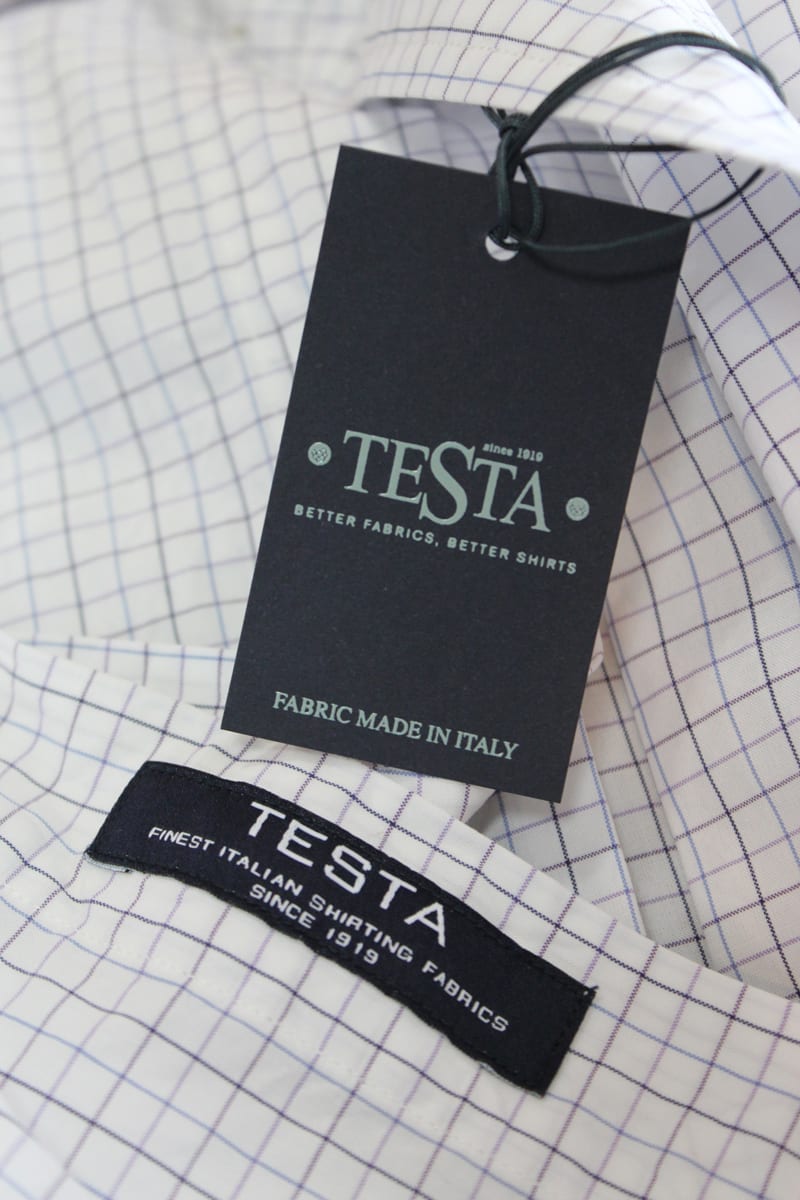 since 1919
TESTA
BETTER FABRICS, BETTER SHIRTS
FABRIC MADE IN ITALY
TESTA
FINEST ITALIAN SHIRTING FABRICS
SINCE 1919